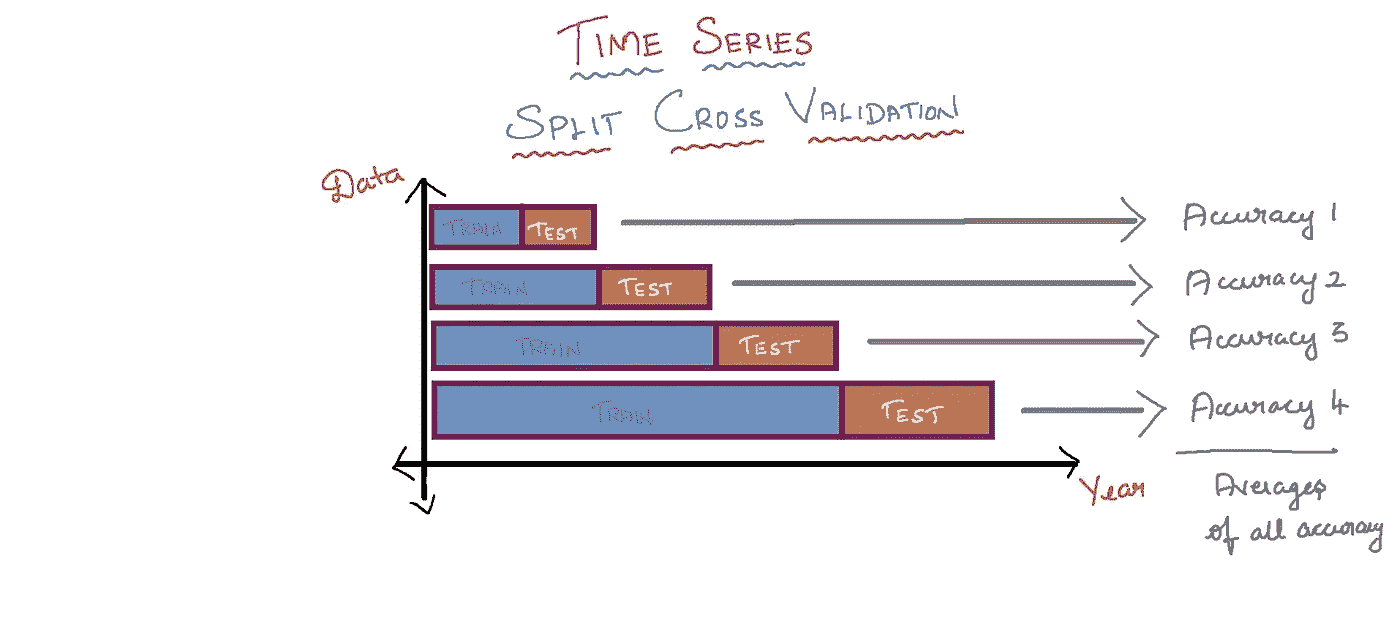 TIME SERIES
SPLIT CROSS VALIDATION
Data
TRAIN TEST Accuracy 1
TRAIN TEST Accuracy 2
TRAIN TEST Accuracy 3
TRAIN TEST Accuracy 4
Year
Averages
of all accuracy